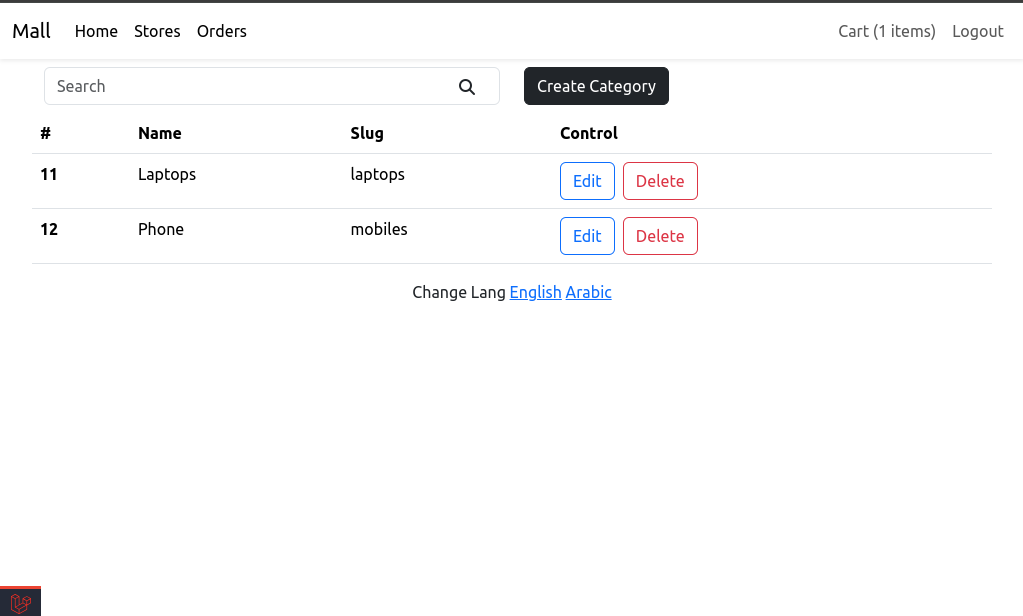 Mall Home Stores Orders Cart (1 items) Logout
Search Create Category
# Name Slug Control
11 Laptops laptops Edit Delete
12 Phone mobiles Edit Delete
Change Lang English Arabic